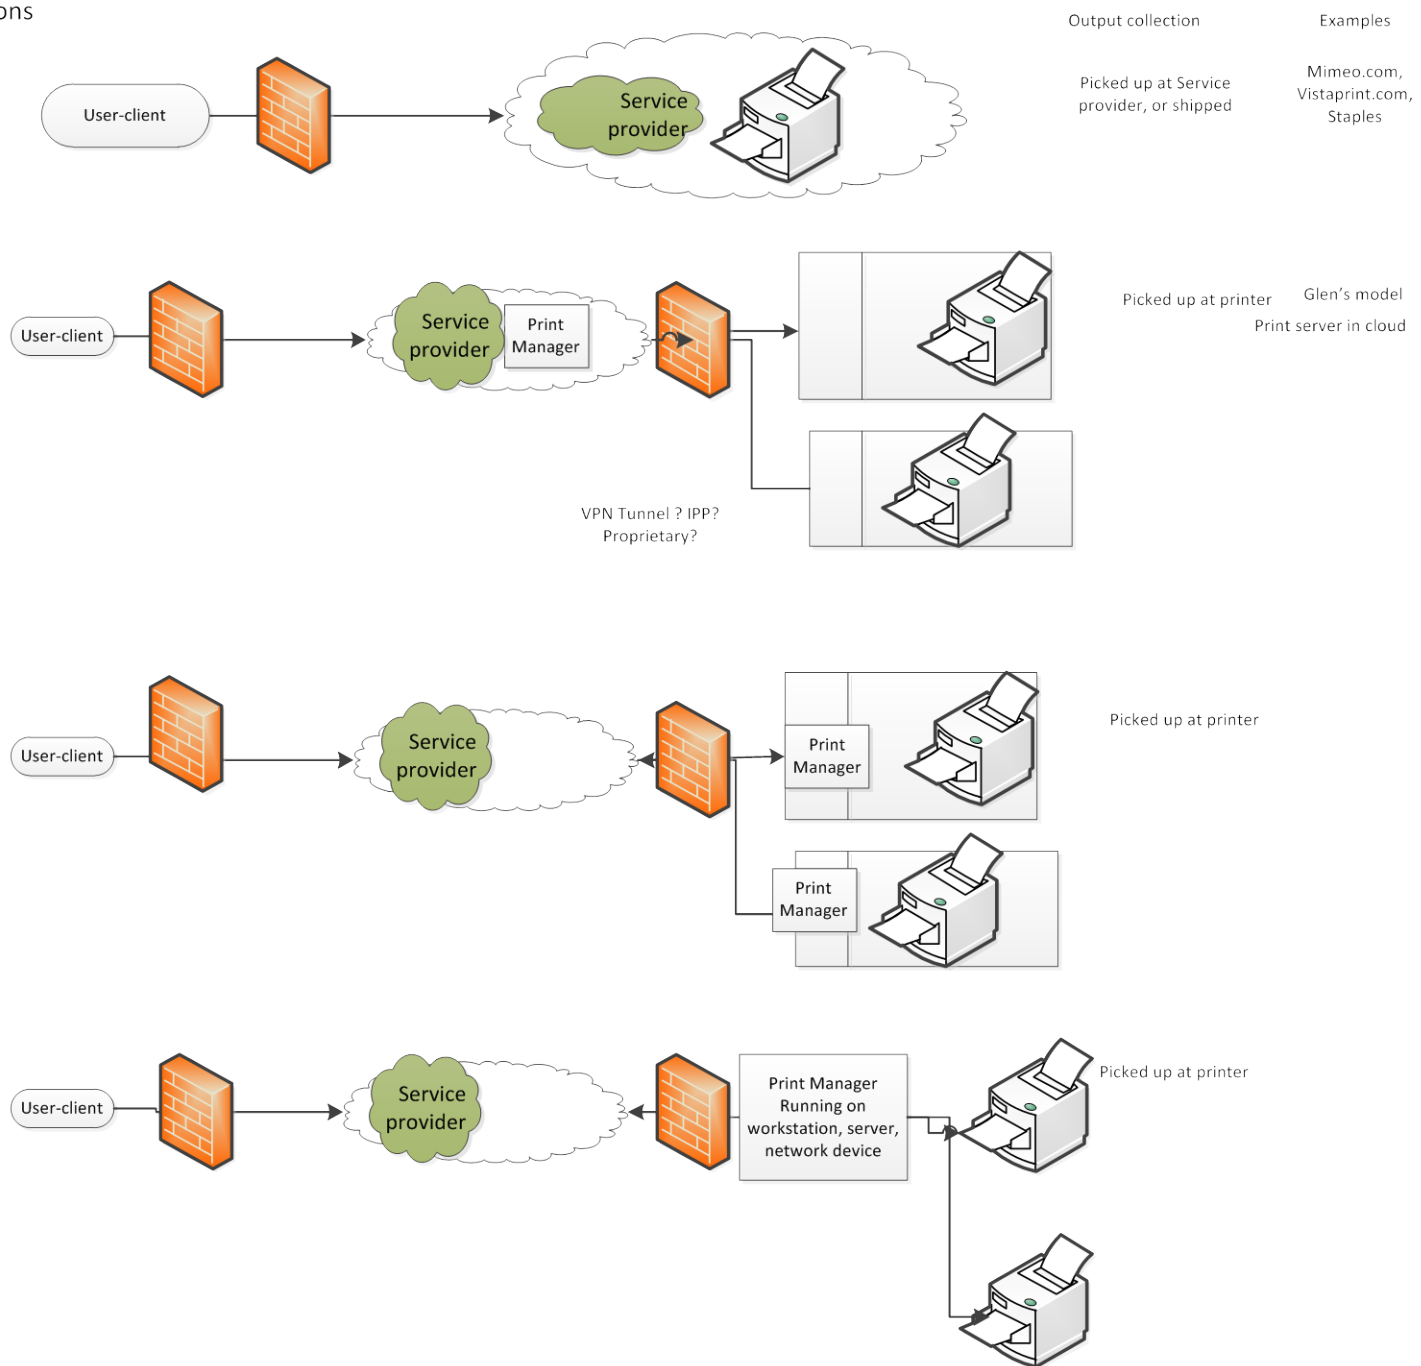 ons
Output collection
Examples
User-client
Service
provider
Picked up at Service
provider, or shipped
Mimeo.com,
Vistaprint.com,
Staples
User-client
Service
provider
Print
Manager
Picked up at printer
Glen's model
Print server in cloud
VPN Tunnel ? IPP?
Proprietary?
User-client
Service
provider
Print
Manager
Picked up at printer
Print
Manager
User-client
Service
provider
Print Manager
Running on
workstation, server,
network device
Picked up at printer